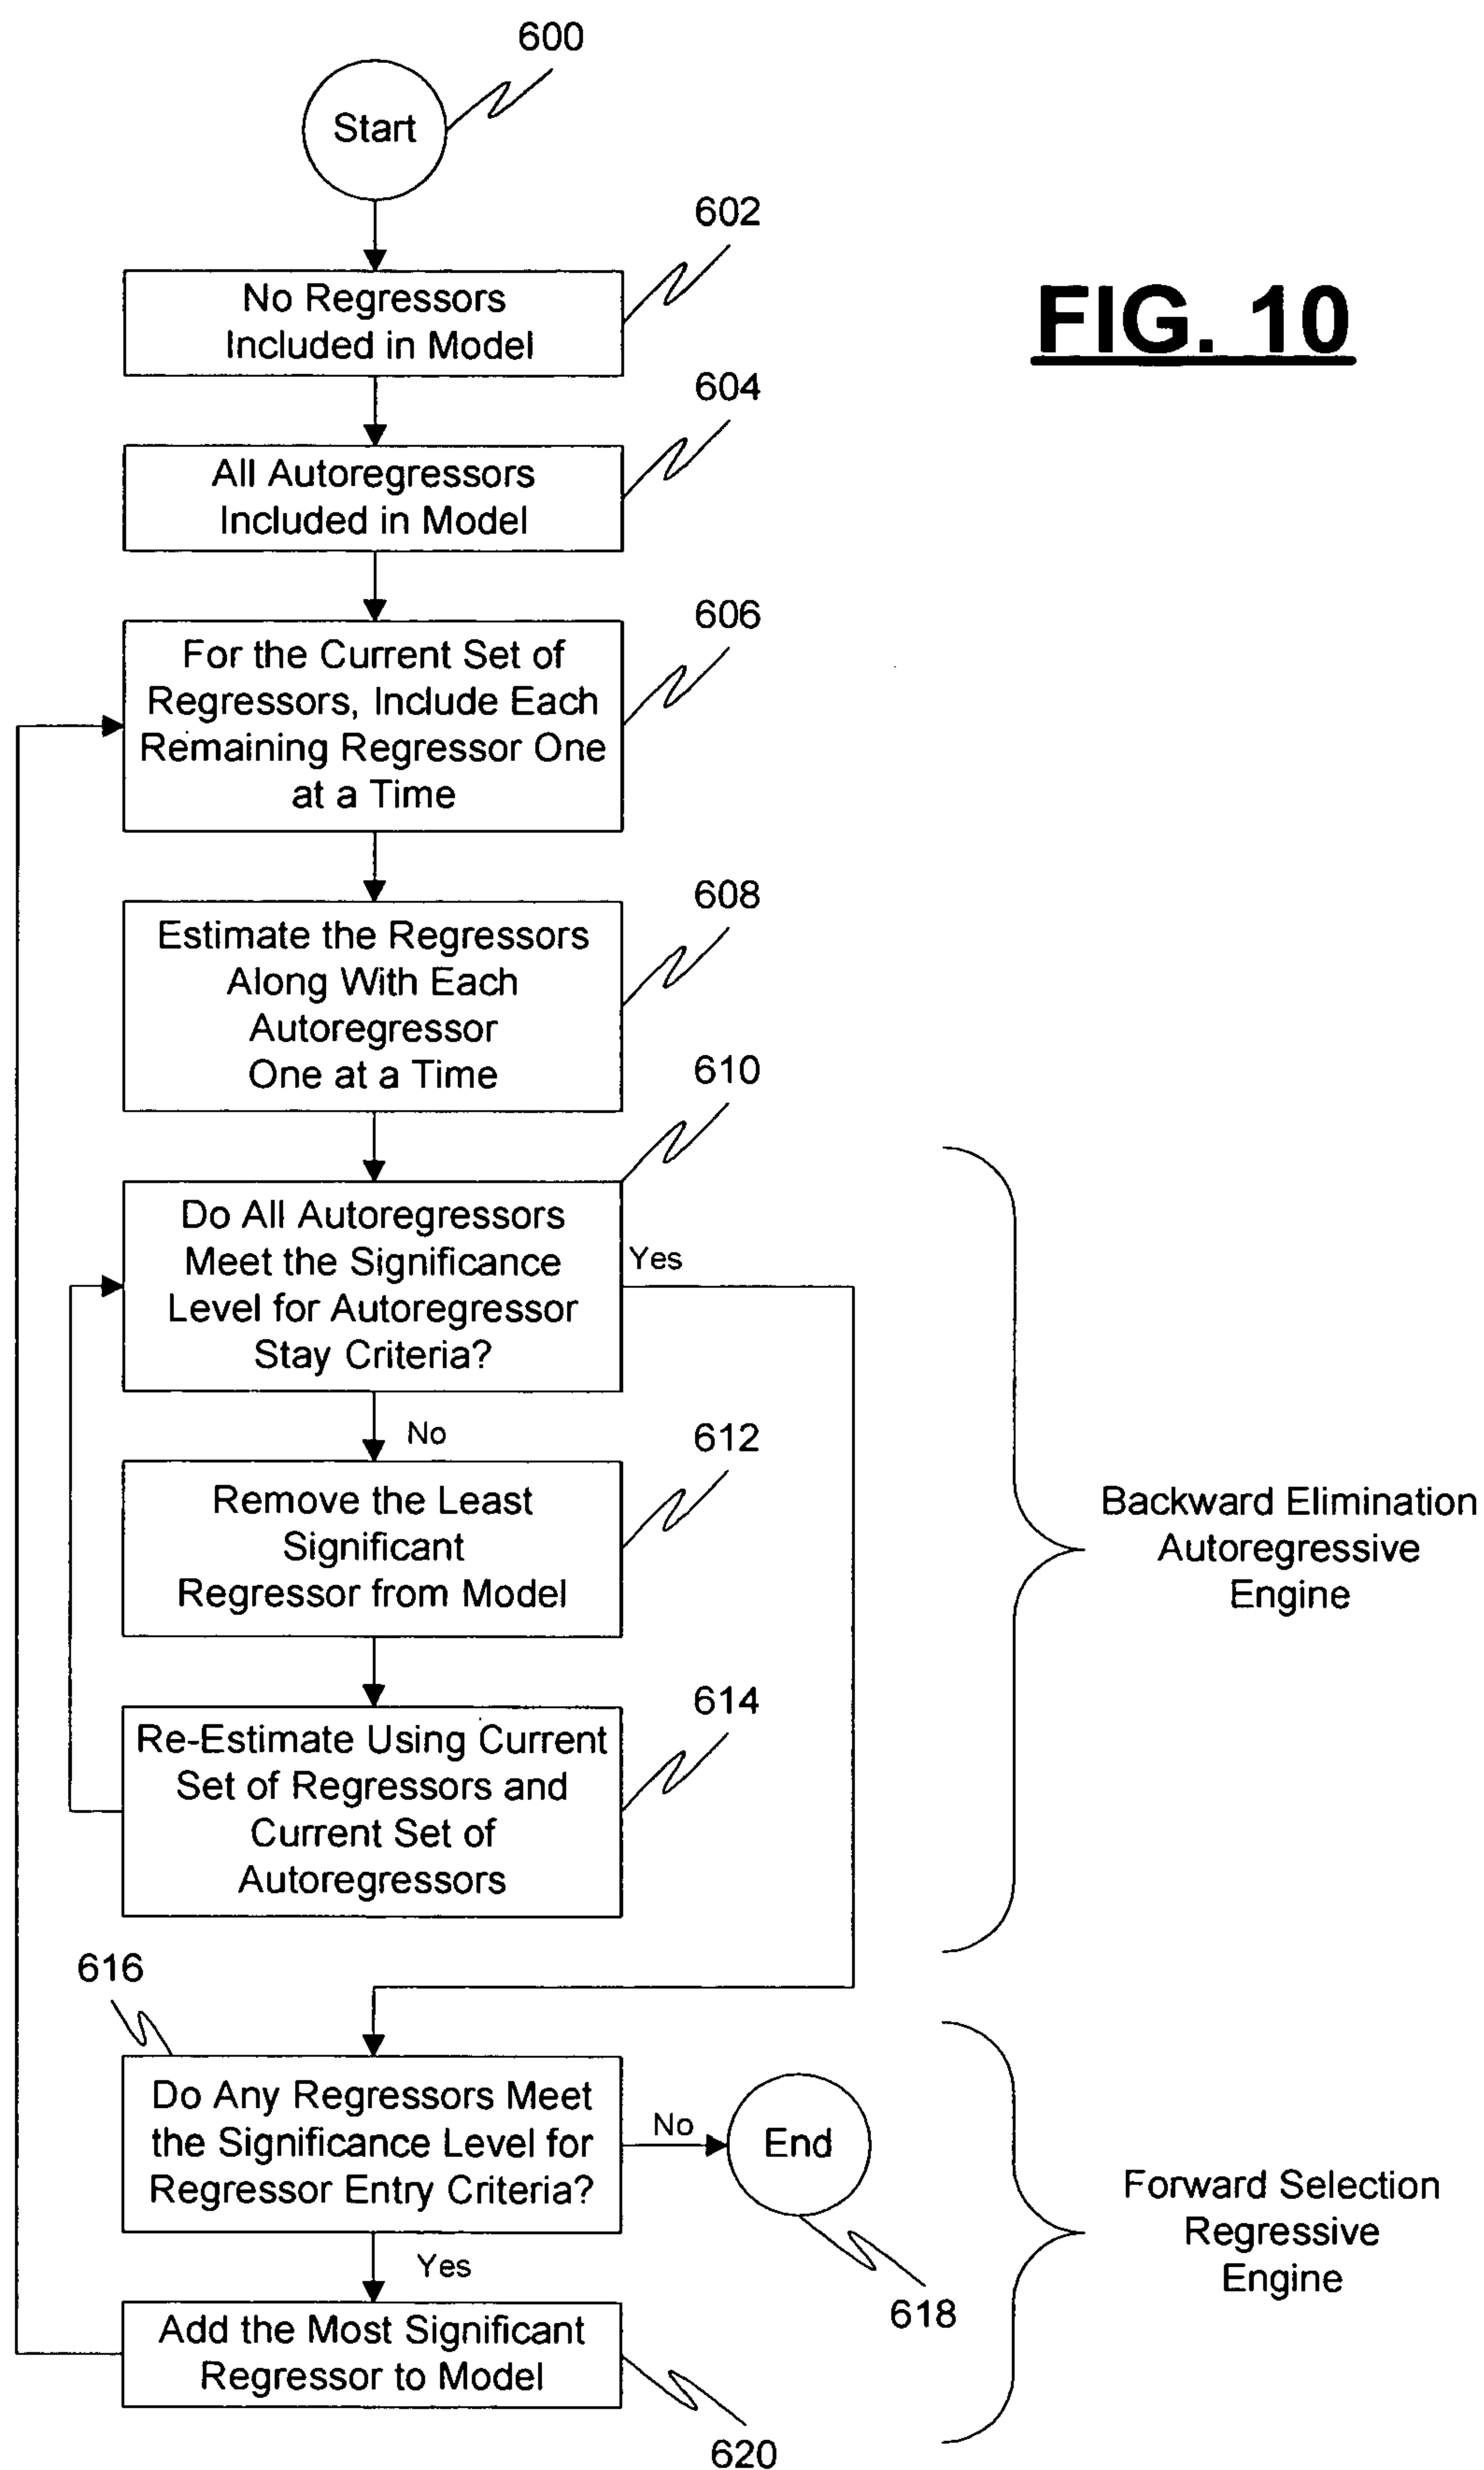 600
Start
602
No Regressors
Included in Model
FIG. 10
604
All Autoregressors
Included in Model
606
For the Current Set of
Regressors, Include Each
Remaining Regressor One
at a Time
608
Estimate the Regressors
Along With Each
Autoregressor
One at a Time
610
Do All Autoregressors
Meet the Significance
Level for Autoregressor
Stay Criteria?
Yes
No
612
Remove the Least
Significant
Regressor from Model
Backward Elimination
Autoregressive
Engine
614
Re-Estimate Using Current
Set of Regressors and
Current Set of
Autoregressors
616
Do Any Regressors Meet
the Significance Level for
Regressor Entry Criteria?
No
End
618
Yes
Forward Selection
Regressive
Engine
Add the Most Significant
Regressor to Model
620